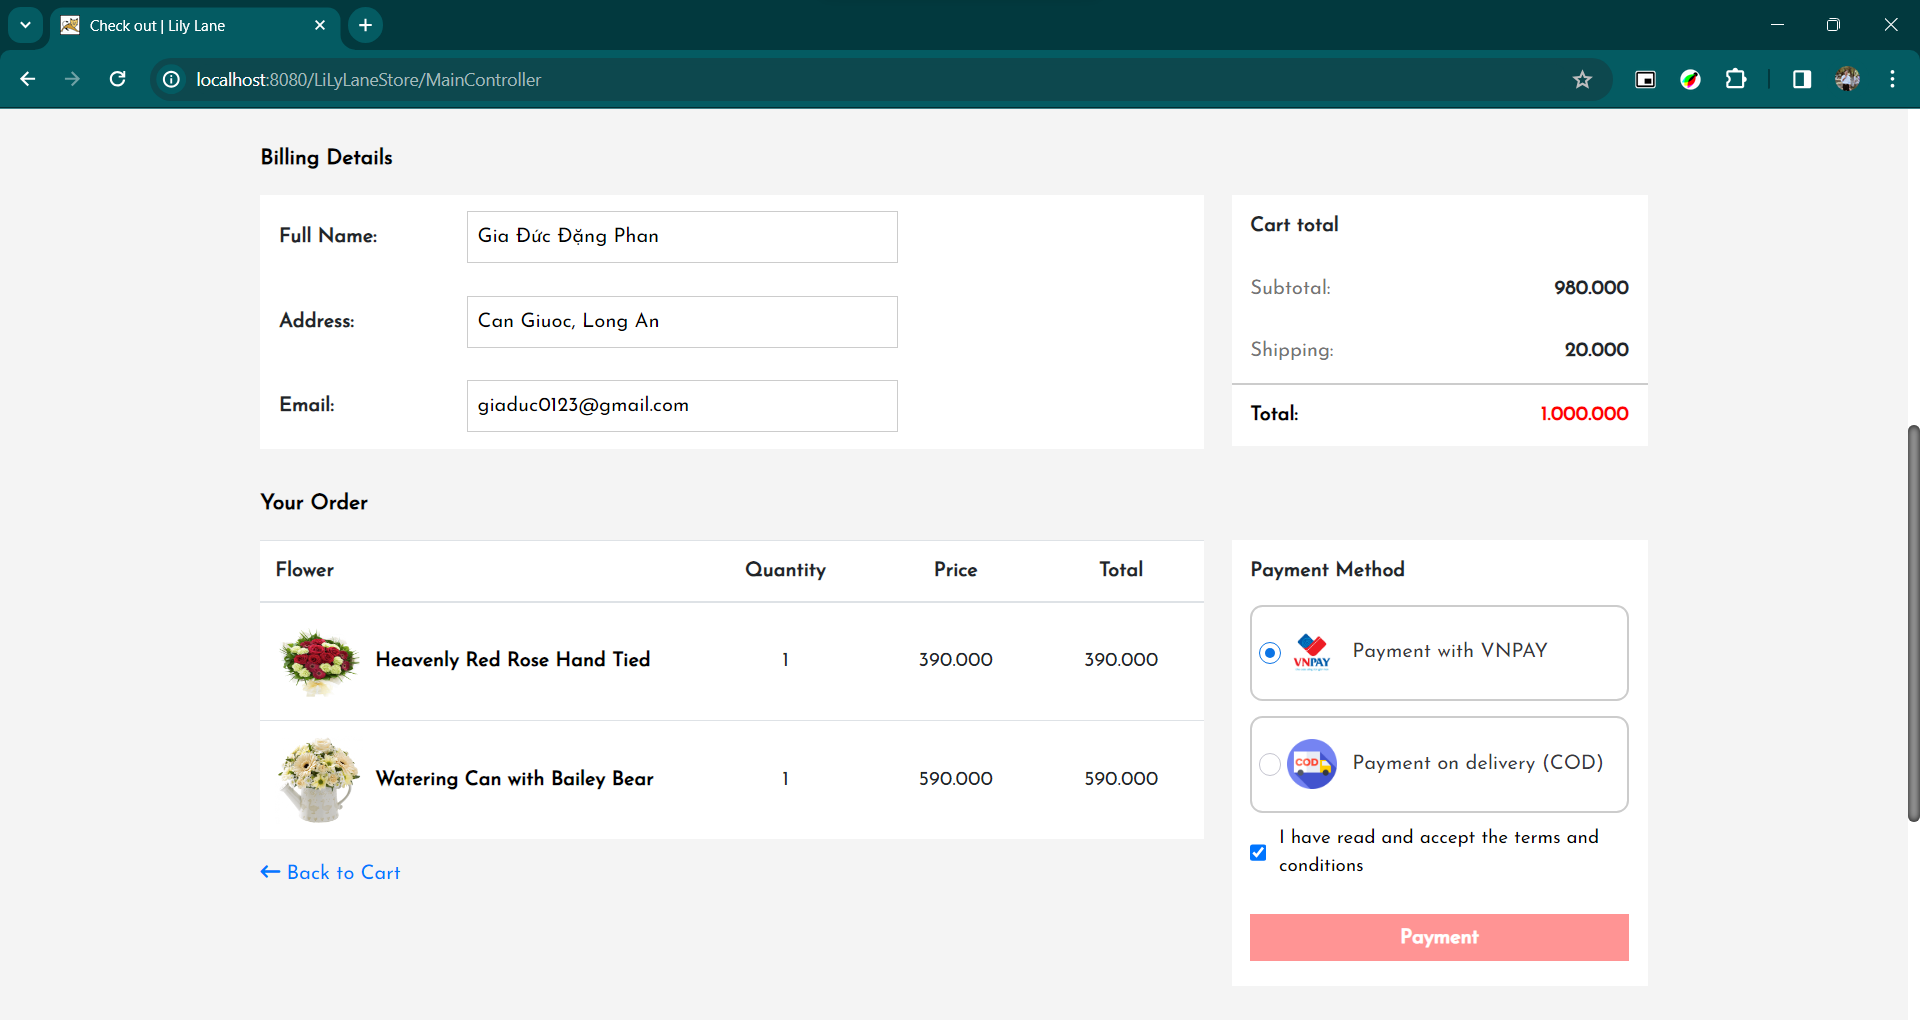 Check out | Lily Lane
localhost:8080/LiLyLaneStore/MainController
Billing Details
Full Name:
Gia Đức Đặng Phan
Address:
Can Giuoc, Long An
Email:
giaduc0123@gmail.com
Cart total
Subtotal: 980.000
Shipping: 20.000
Total: 1.000.000
Your Order
Flower Quantity Price Total
Heavenly Red Rose Hand Tied 1 390.000 390.000
Watering Can with Bailey Bear 1 590.000 590.000
Back to Cart
Payment Method
VNPAY
Payment with VNPAY
COD
Payment on delivery (COD)
I have read and accept the terms and
conditions
Payment